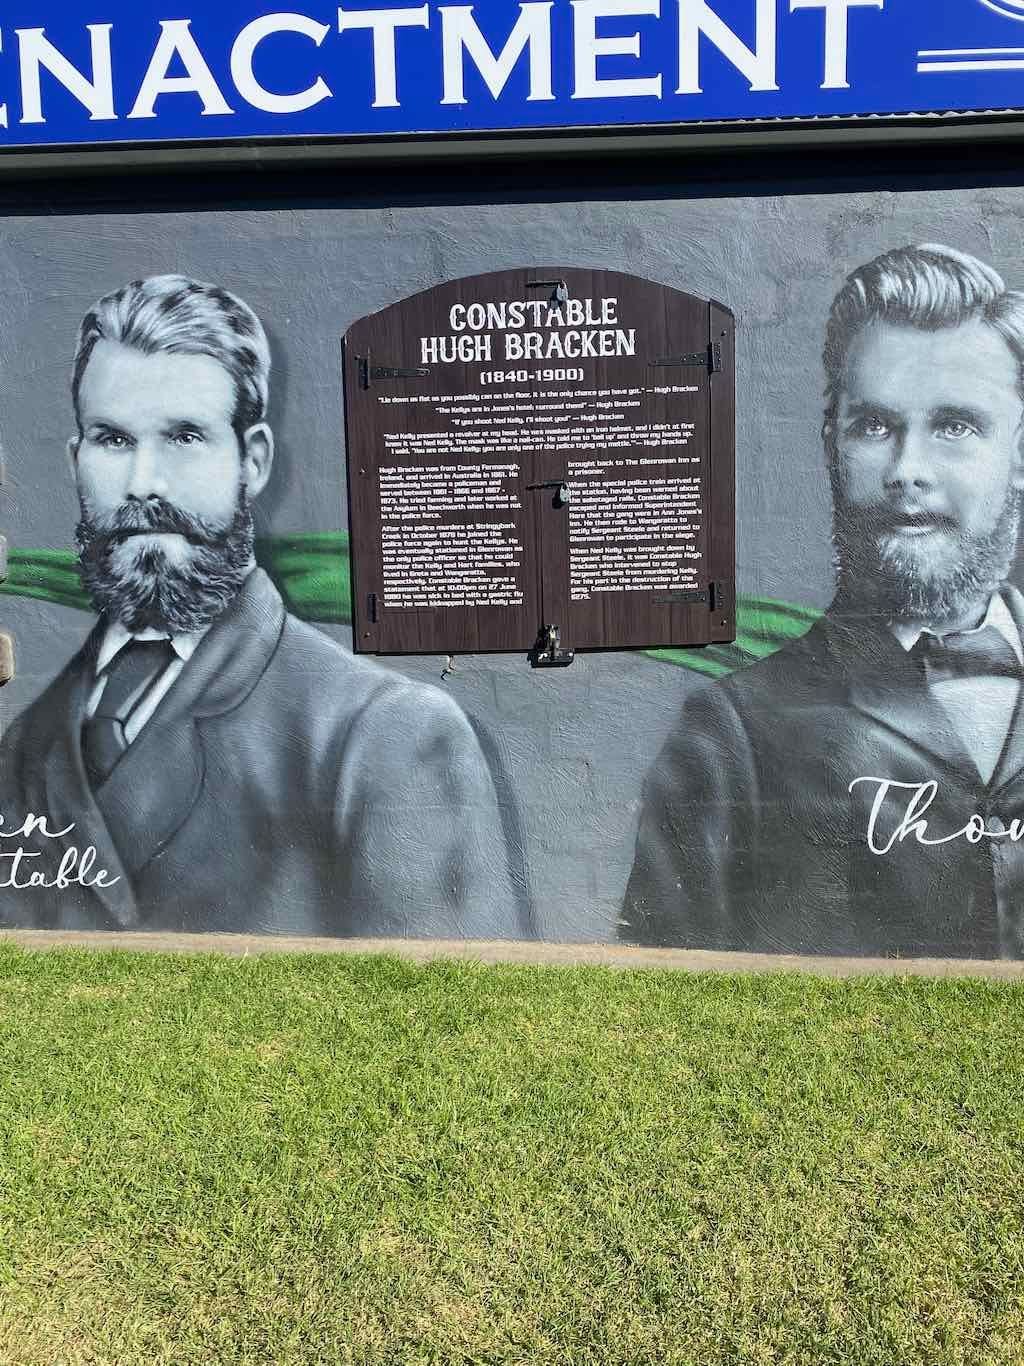 ENACTMENT
CONSTABLE
HUGH BRACKEN
(1840-1900)
"Lie down as flat as you possibly can on the floor. It is the only chance you have got." — Hugh Bracken
"The Kellys are in Jones's hotel; surround them!" — Hugh Bracken
"If you shoot Ned Kelly, I'll shoot you!" — Hugh Bracken
"Ned Kelly presented a revolver at my head. He was masked with an iron helmet, and I didn't at first
know it was Ned Kelly. The mask was like a nail-can. He told me to 'bail up' and throw my hands up.
I said, 'You are not Ned Kelly; you are only one of the police trying my mettle.'"— Hugh Bracken
Hugh Bracken was from County Fermanagh,
Ireland, and arrived in Australia in 1861. He
immediately became a policeman and
served between 1861 - 1866 and 1867 -
1873. He tried farming and later worked at
the Asylum in Beechworth when he was not
in the police force.
After the police murders at Stringybark
Creek in October 1878 he joined the
police force again to hunt the Kellys. He
was eventually stationed in Glenrowan as
the only police officer so that he could
monitor the Kelly and Hart families, who
lived in Greta and Wangaratta,
respectively. Constable Bracken gave a
statement that at 10:00pm on 27 June
1880 he was sick in bed with a gastric flu
when he was kidnapped by Ned Kelly and
brought back to The Glenrowan Inn as
a prisoner.
When the special police train arrived at
the station, having been warned about
the sabotaged rails, Constable Bracken
escaped and informed Superintendent
Hare that the gang were in Ann Jones's
Inn. He then rode to Wangaratta to
notify Sergeant Steele and returned to
Glenrowan to participate in the siege.
When Ned Kelly was brought down by
Sergeant Steele, it was Constable Hugh
Bracken who intervened to stop
Sergeant Steele from murdering Kelly.
For his part in the destruction of the
gang, Constable Bracken was awarded
£275.
en
table
Tho